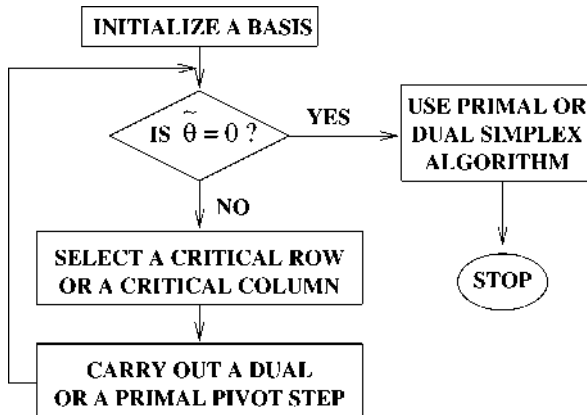 INITIALIZE A BASIS
IS θ̃ = 0 ?
YES
USE PRIMAL OR
DUAL SIMPLEX
ALGORITHM
NO
SELECT A CRITICAL ROW
OR A CRITICAL COLUMN
STOP
CARRY OUT A DUAL
OR A PRIMAL PIVOT STEP